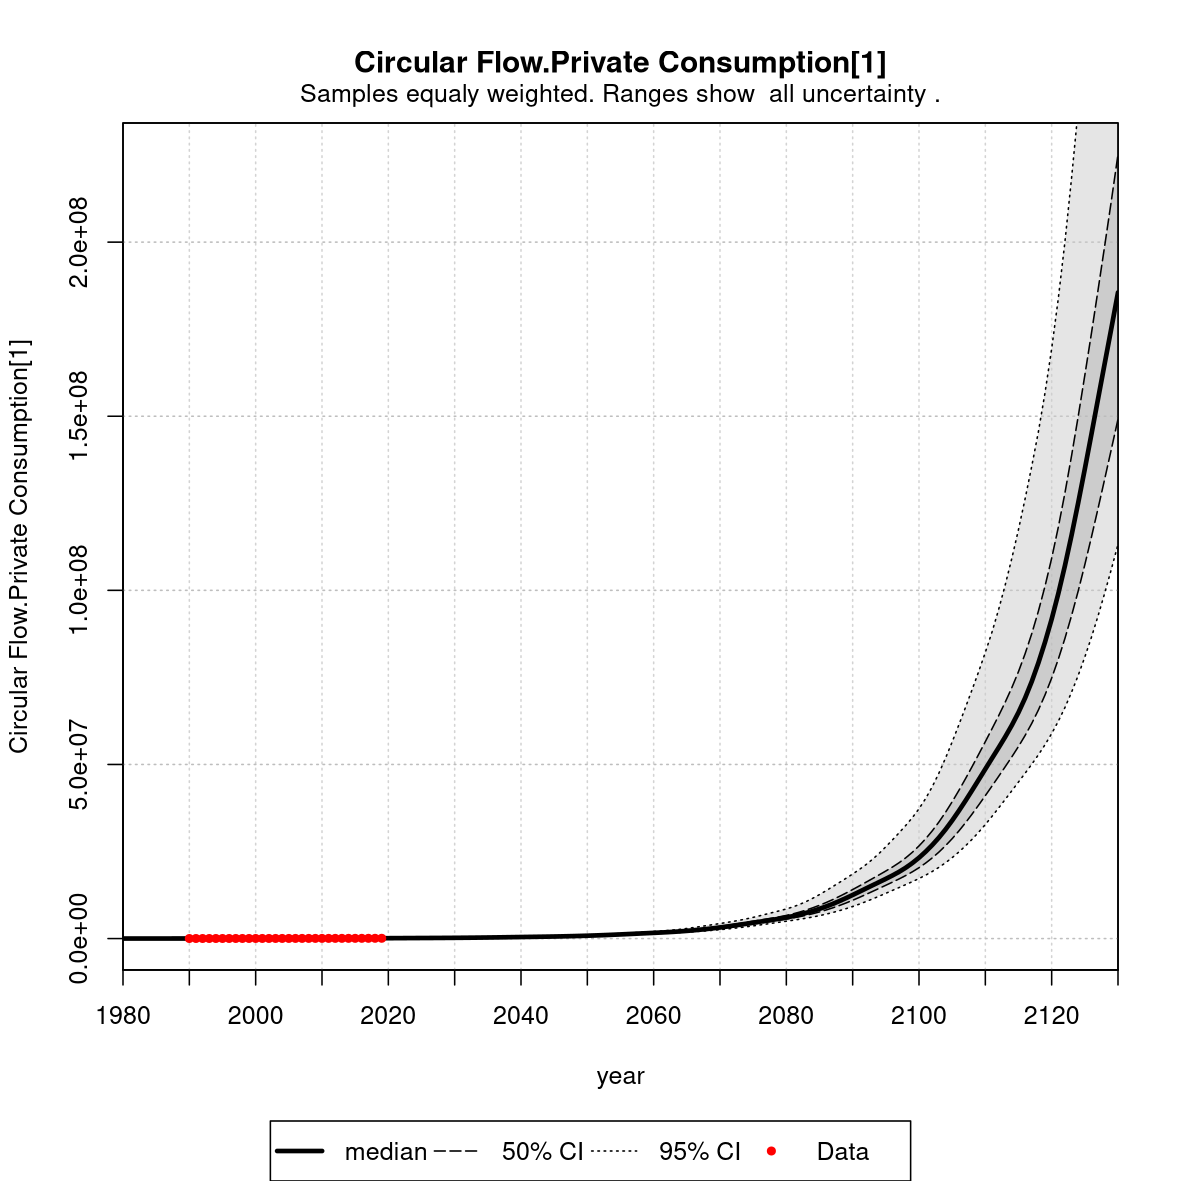 Circular Flow.Private Consumption[1]
Samples equaly weighted. Ranges show  all uncertainty .
Circular Flow.Private Consumption[1]
2.0e+08
1.5e+08
1.0e+08
5.0e+07
0.0e+00
1980 2000 2020 2040 2060 2080 2100 2120
year
median 50% CI 95% CI Data